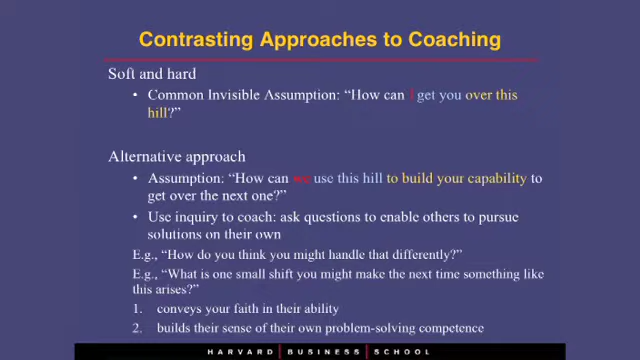 Contrasting Approaches to Coaching
Soft and hard
• Common Invisible Assumption: “How can I get you over this
hill?”
Alternative approach
• Assumption: “How can we use this hill to build your capability to
get over the next one?”
• Use inquiry to coach: ask questions to enable others to pursue
solutions on their own
E.g., “How do you think you might handle that differently?”
E.g., “What is one small shift you might make the next time something like
this arises?”
1. conveys your faith in their ability
2. builds their sense of their own problem-solving competence
HARVARD | BUSINESS | SCHOOL